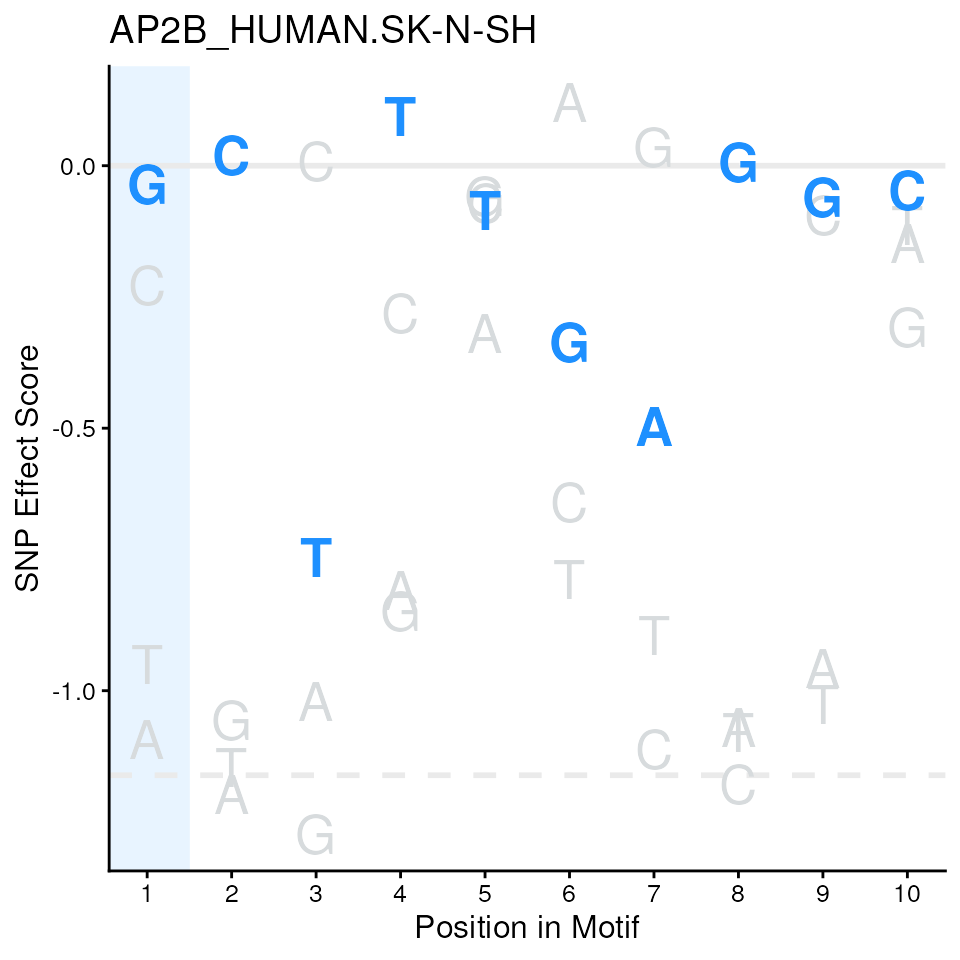 AP2B_HUMAN.SK-N-SH
SNP Effect Score
0.0
-0.5
-1.0
G C T A
C G T A
C T A G
T C A G
G C T A
A G C T
G A T C
G A T C
G C A T
C T A G
1 2 3 4 5 6 7 8 9 10
Position in Motif